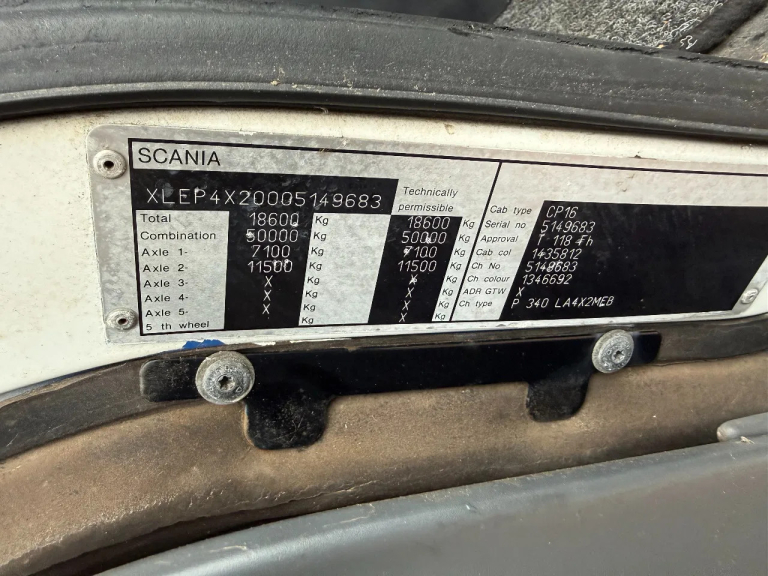 SCANIA
XLEP4X20005149683
Technically
permissible
Total 18600 Kg 18600 Kg
Combination 50000 Kg 50000 Kg
Axle 1- 7100 Kg 7100 Kg
Axle 2- 11500 Kg 11500 Kg
Axle 3- X Kg X Kg
Axle 4- X Kg X Kg
Axle 5- X Kg X Kg
5 th wheel Kg Kg
Cab type CP16
Serial no. 5149683
Approval T 118 Fh
Cab col 1435812
Ch No 5149683
Ch colour 1346692
ADR GTW X
Ch type P 340 LA4X2MEB